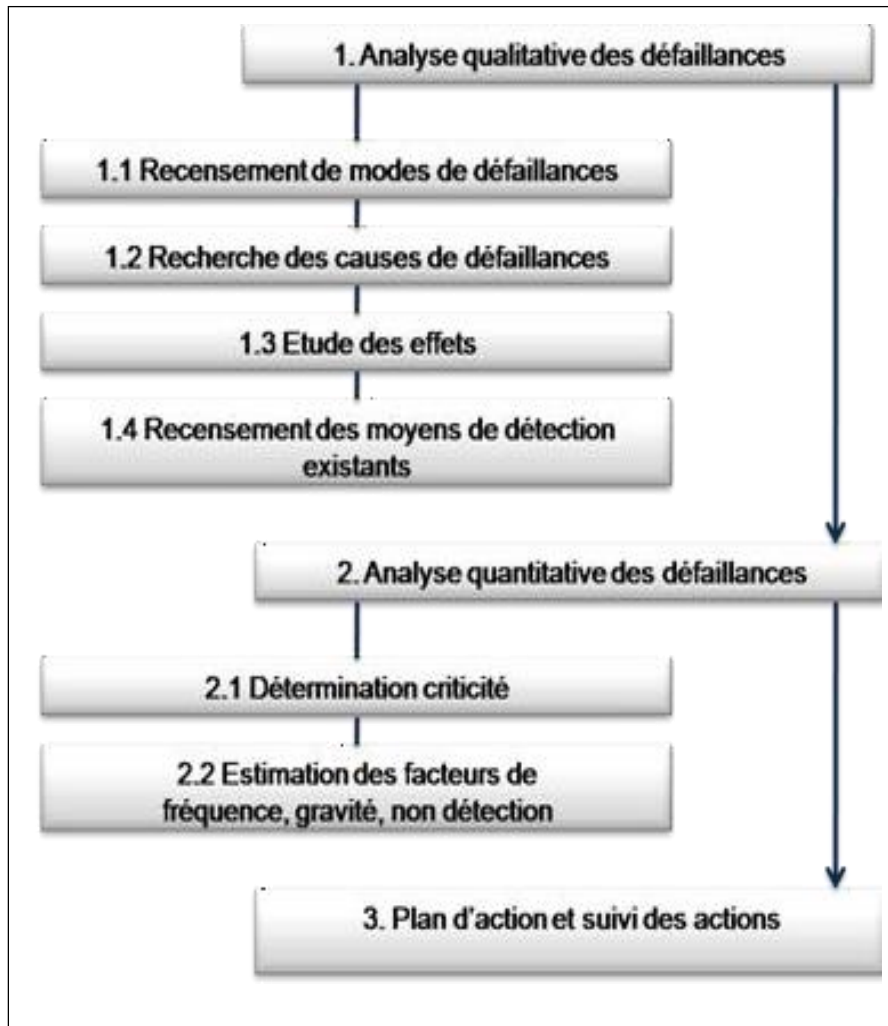 1. Analyse qualitative des défaillances
1.1 Recensement de modes de défaillances
1.2 Recherche des causes de défaillances
1.3 Etude des effets
1.4 Recensement des moyens de détection
existants
2. Analyse quantitative des défaillances
2.1 Détermination criticité
2.2 Estimation des facteurs de
fréquence, gravité, non détection
3. Plan d'action et suivi des actions